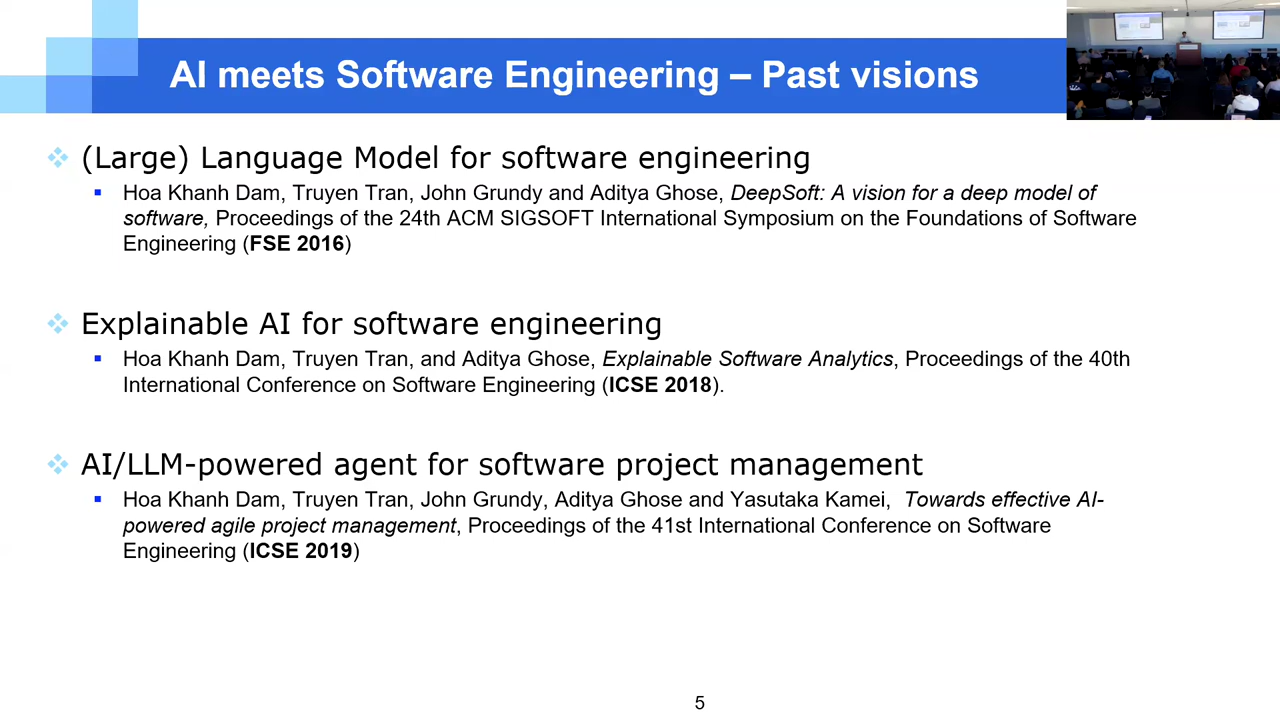 AI meets Software Engineering – Past visions
(Large) Language Model for software engineering
Hoa Khanh Dam, Truyen Tran, John Grundy and Aditya Ghose, DeepSoft: A vision for a deep model of
software, Proceedings of the 24th ACM SIGSOFT International Symposium on the Foundations of Software
Engineering (FSE 2016)
Explainable AI for software engineering
Hoa Khanh Dam, Truyen Tran, and Aditya Ghose, Explainable Software Analytics, Proceedings of the 40th
International Conference on Software Engineering (ICSE 2018).
AI/LLM-powered agent for software project management
Hoa Khanh Dam, Truyen Tran, John Grundy, Aditya Ghose and Yasutaka Kamei, Towards effective AI-
powered agile project management, Proceedings of the 41st International Conference on Software
Engineering (ICSE 2019)
5